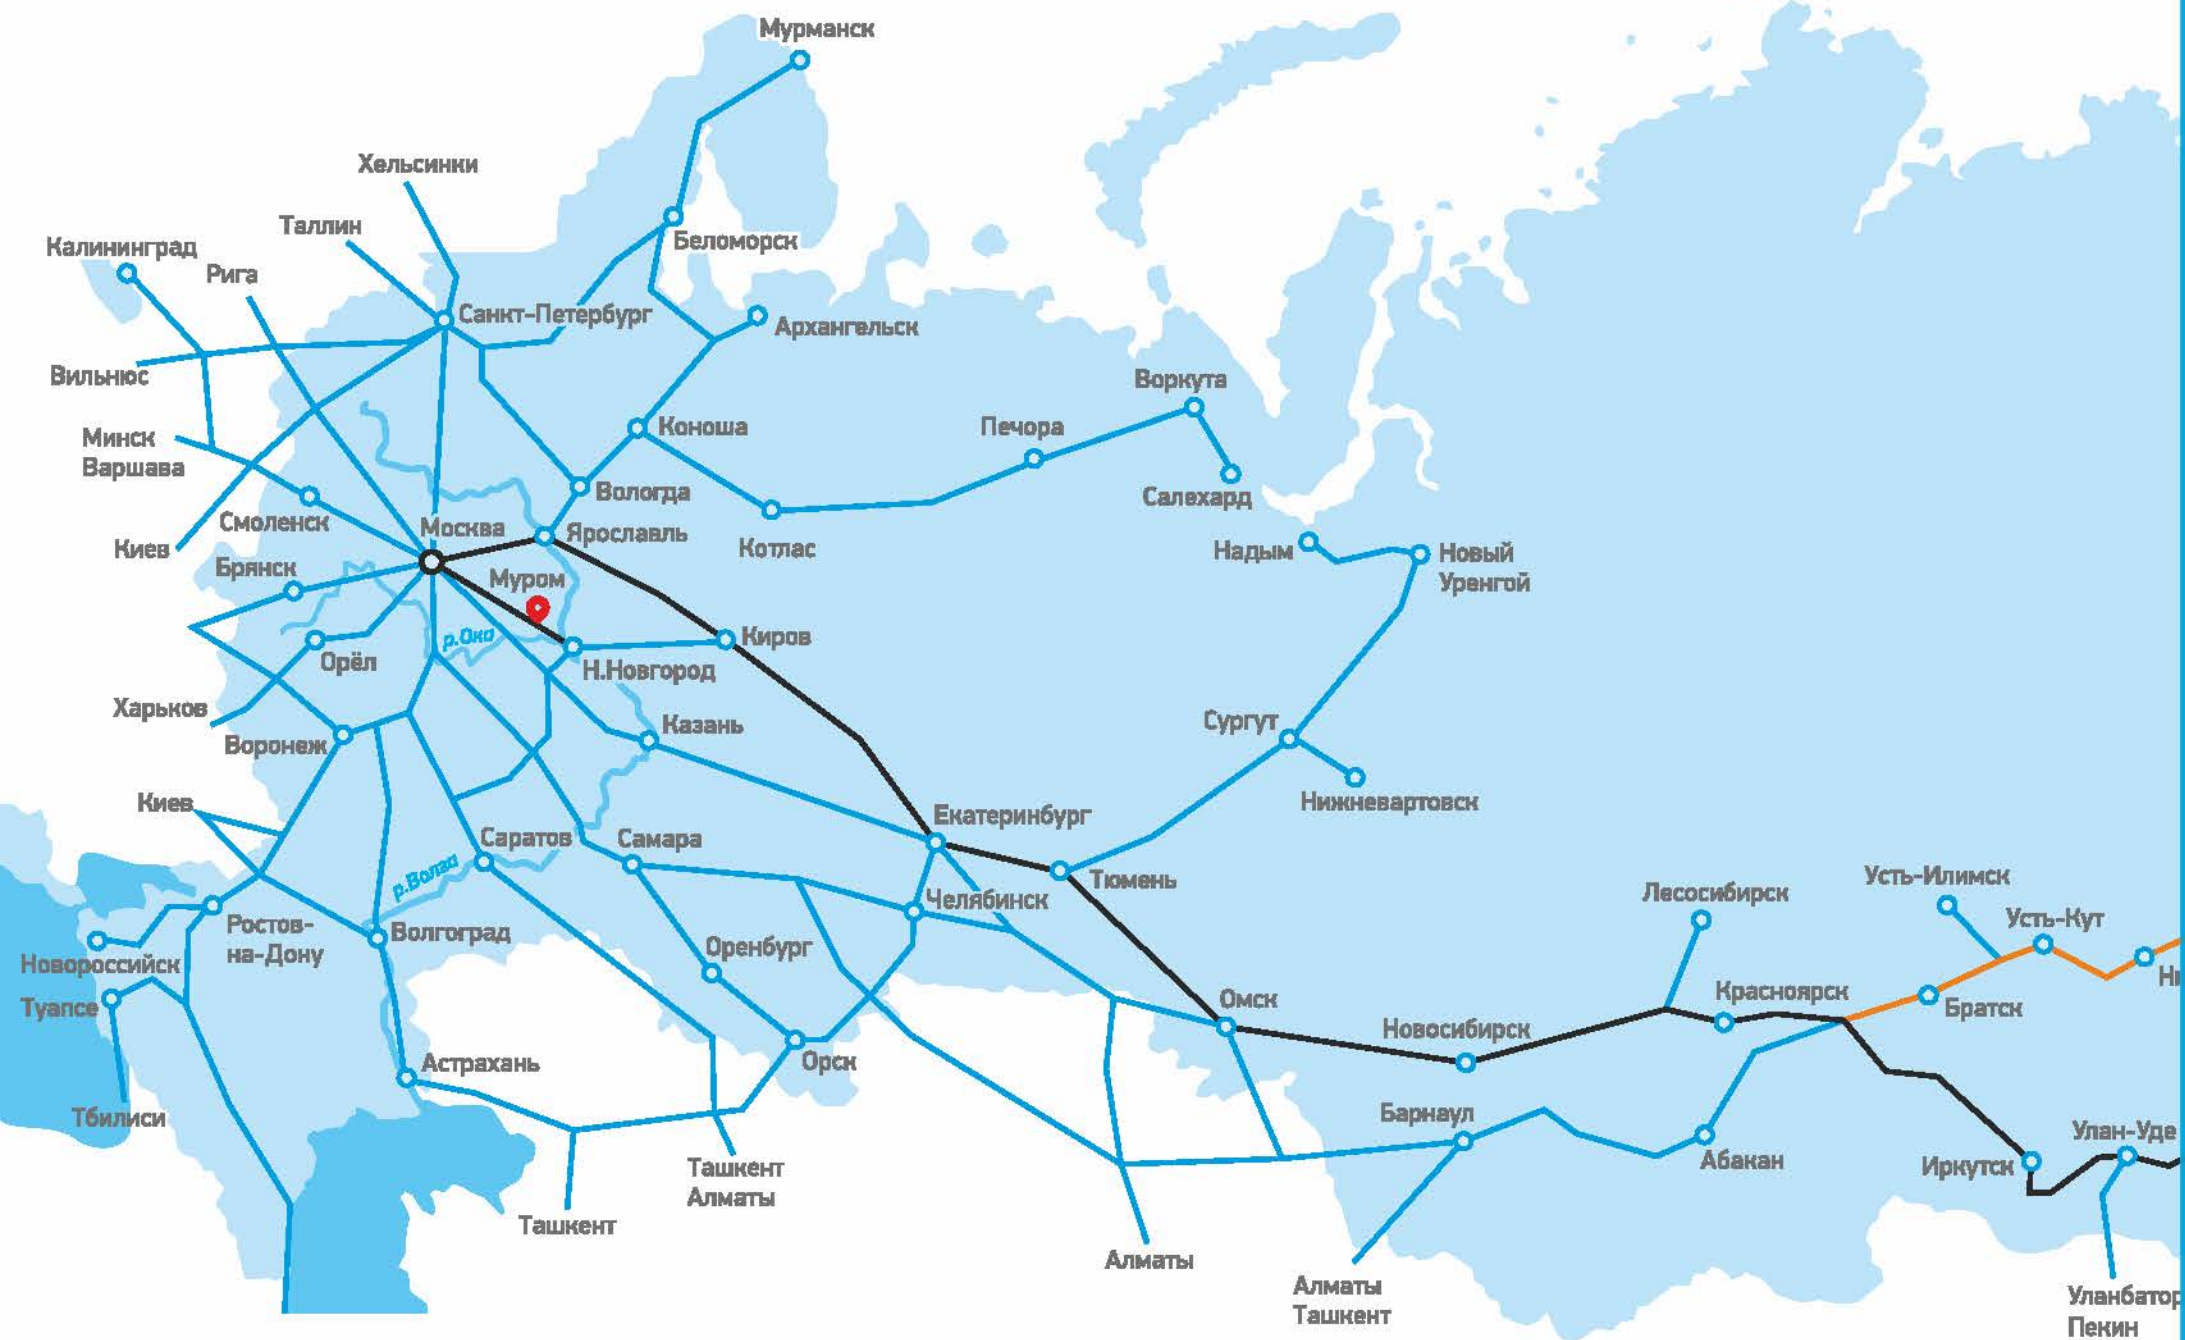 Мурманск
Хельсинки
Таллин
Беломорск
Калининград
Рига
Санкт-Петербург
Архангельск
Вильнюс
Воркута
Коноша
Печора
Минск
Варшава
Вологда
Салехард
Смоленск
Москва
Ярославль
Котлас
Киев
Надым
Новый
Уренгой
Брянск
Муром
р.Ока
Киров
Орёл
Н.Новгород
Харьков
Казань
Сургут
Воронеж
Киев
Нижневартовск
Екатеринбург
Саратов
Самара
р.Волга
Тюмень
Челябинск
Лесосибирск
Усть-Илимск
Усть-Кут
Ростов-
на-Дону
Волгоград
Оренбург
Новороссийск
Ни
Туапсе
Омск
Красноярск
Братск
Новосибирск
Астрахань
Орск
Тбилиси
Барнаул
Абакан
Иркутск
Улан-Уде
Ташкент
Алматы
Ташкент
Алматы
Алматы
Ташкент
Уланбатор
Пекин